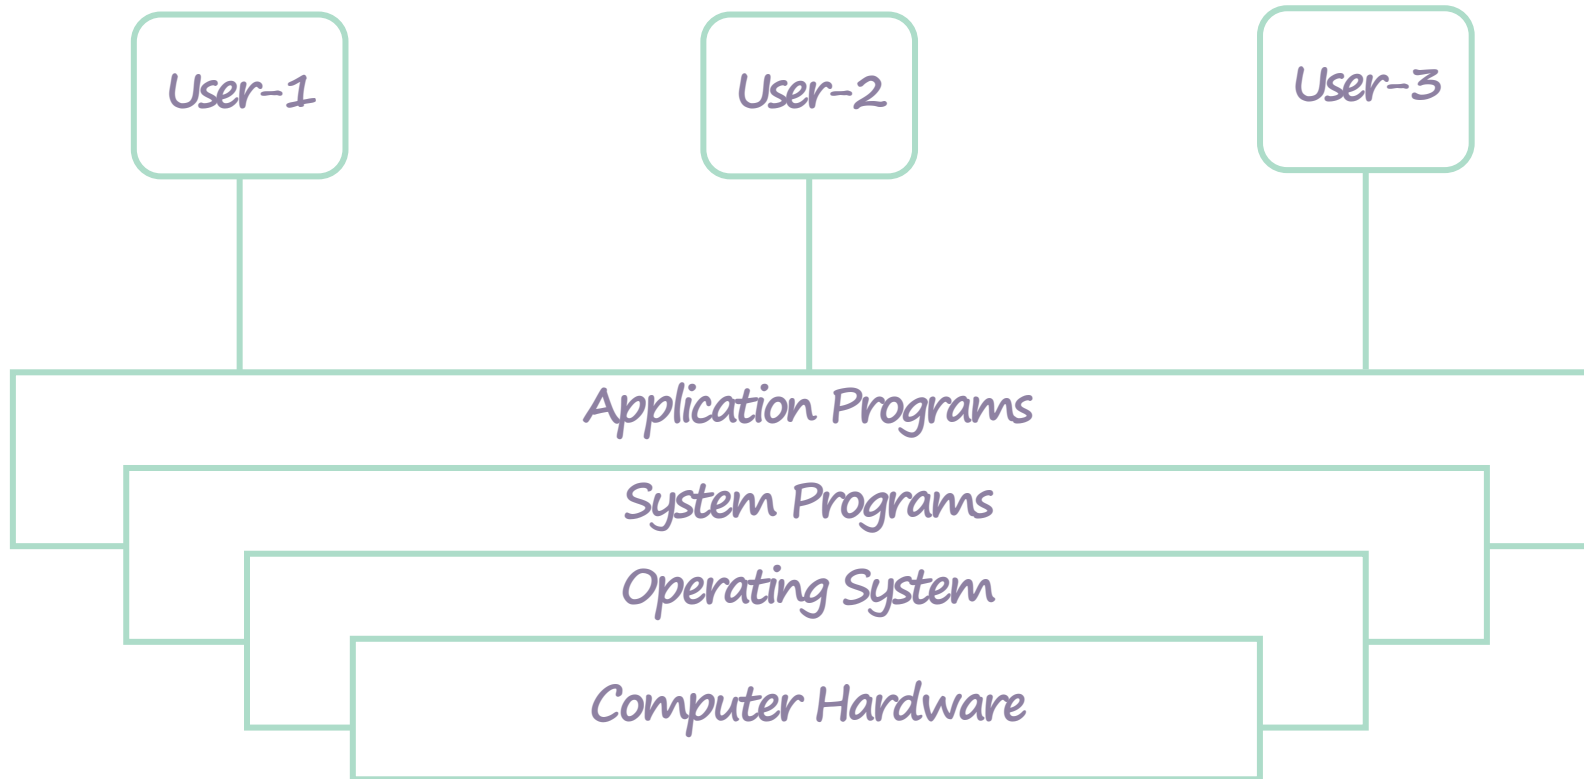 User-1
User-2
User-3
Application Programs
System Programs
Operating System
Computer Hardware